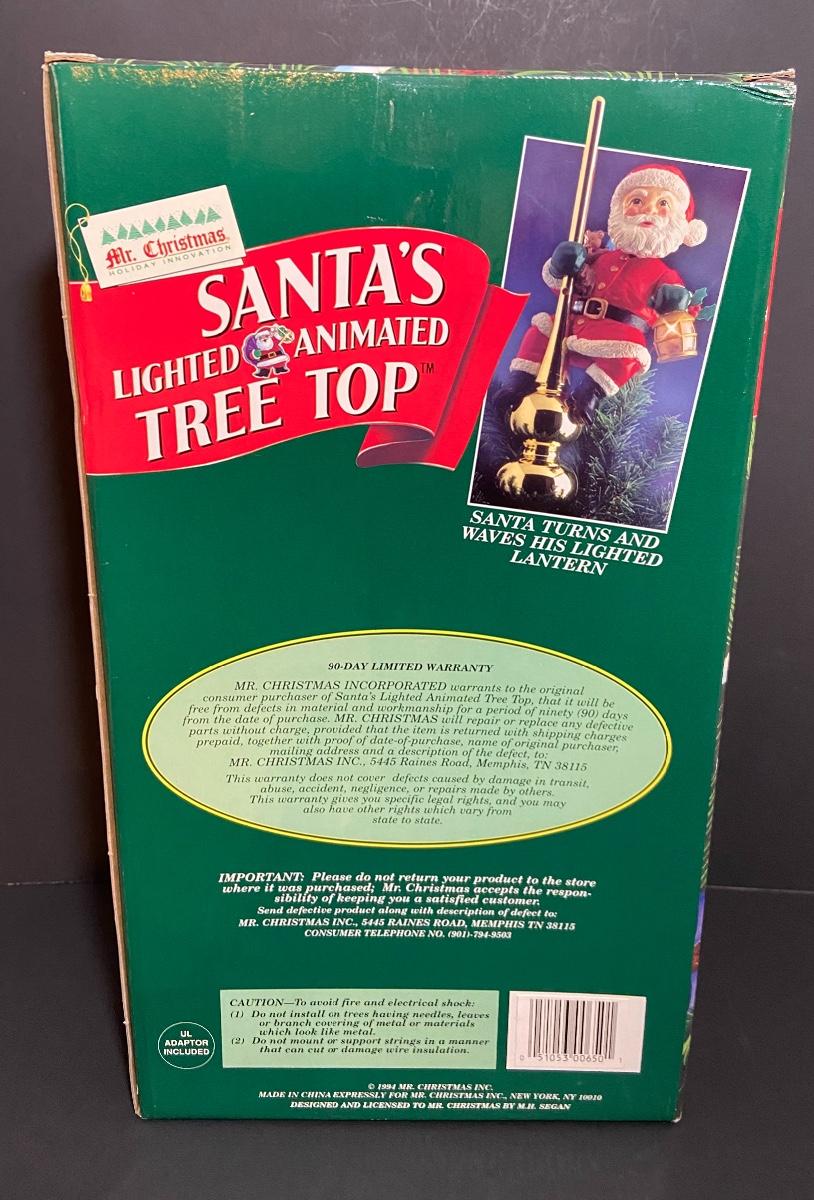 Mr. Christmas
HOLIDAY INNOVATION
SANTA'S
LIGHTED ANIMATED
TREE TOP™
SANTA TURNS AND
WAVES HIS LIGHTED
LANTERN
90-DAY LIMITED WARRANTY
MR. CHRISTMAS INCORPORATED warrants to the original
consumer purchaser of Santa's Lighted Animated Tree Top, that it will be
free from defects in material and workmanship for a period of ninety (90) days
from the date of purchase. MR. CHRISTMAS will repair or replace any defective
parts without charge, provided that the item is returned with shipping charges
prepaid, together with proof of date-of-purchase, name of original purchaser,
mailing address and a description of the defect, to:
MR. CHRISTMAS INC., 5445 Raines Road, Memphis, TN 38115
This warranty does not cover defects caused by damage in transit,
abuse, accident, negligence, or repairs made by others.
This warranty gives you specific legal rights, and you may
also have other rights which vary from
state to state.
IMPORTANT: Please do not return your product to the store
where it was purchased; Mr. Christmas accepts the respon-
sibility of keeping you a satisfied customer.
Send defective product along with description of defect to:
MR. CHRISTMAS INC., 5445 RAINES ROAD, MEMPHIS TN 38115
CONSUMER TELEPHONE NO. (901)-794-9503
UL
ADAPTOR
INCLUDED
CAUTION—To avoid fire and electrical shock:
(1) Do not install on trees having needles, leaves
or branch covering of metal or materials
which look like metal.
(2) Do not mount or support strings in a manner
that can cut or damage wire insulation.
0 51053 00650 1
© 1994 MR. CHRISTMAS INC.
MADE IN CHINA EXPRESSLY FOR MR. CHRISTMAS INC., NEW YORK, NY 10010
DESIGNED AND LICENSED TO MR. CHRISTMAS BY M.H. SEGAN